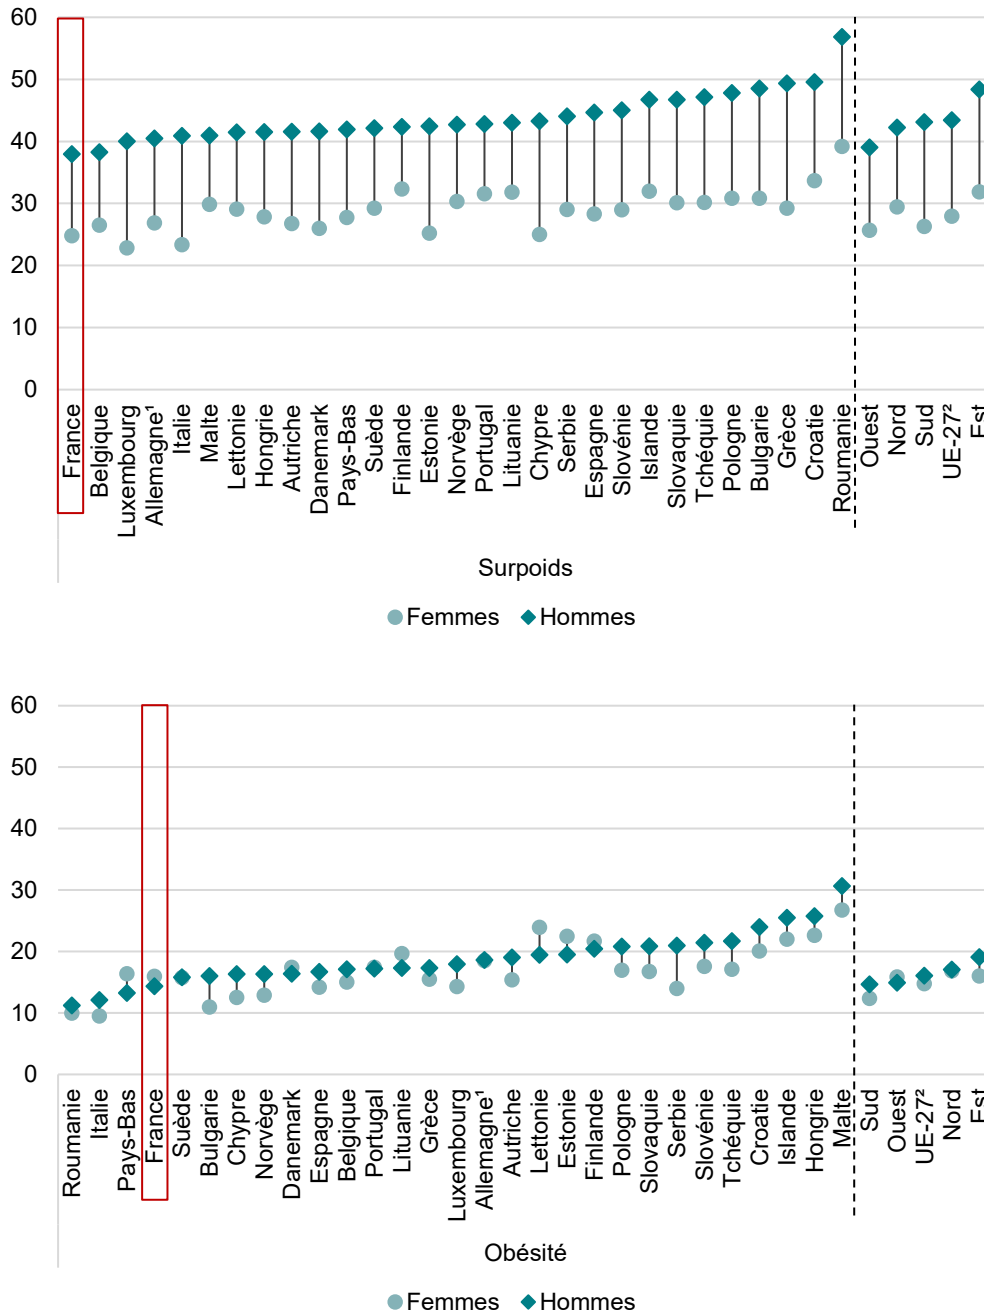 60
50
40
30
20
10
0
France
Belgique
Luxembourg
Allemagne¹
Italie
Malte
Lettonie
Hongrie
Autriche
Danemark
Pays-Bas
Suède
Finlande
Estonie
Norvège
Portugal
Lituanie
Chypre
Serbie
Espagne
Slovénie
Islande
Slovaquie
Tchéquie
Pologne
Bulgarie
Grèce
Croatie
Roumanie
Ouest
Nord
Sud
UE-27²
Est
Surpoids
Femmes Hommes
60
50
40
30
20
10
0
Roumanie
Italie
Pays-Bas
France
Suède
Bulgarie
Chypre
Norvège
Danemark
Espagne
Belgique
Portugal
Lituanie
Grèce
Luxembourg
Allemagne¹
Autriche
Lettonie
Estonie
Finlande
Pologne
Slovaquie
Serbie
Slovénie
Tchéquie
Croatie
Islande
Hongrie
Malte
Sud
Ouest
UE-27²
Nord
Est
Obésité
Femmes Hommes